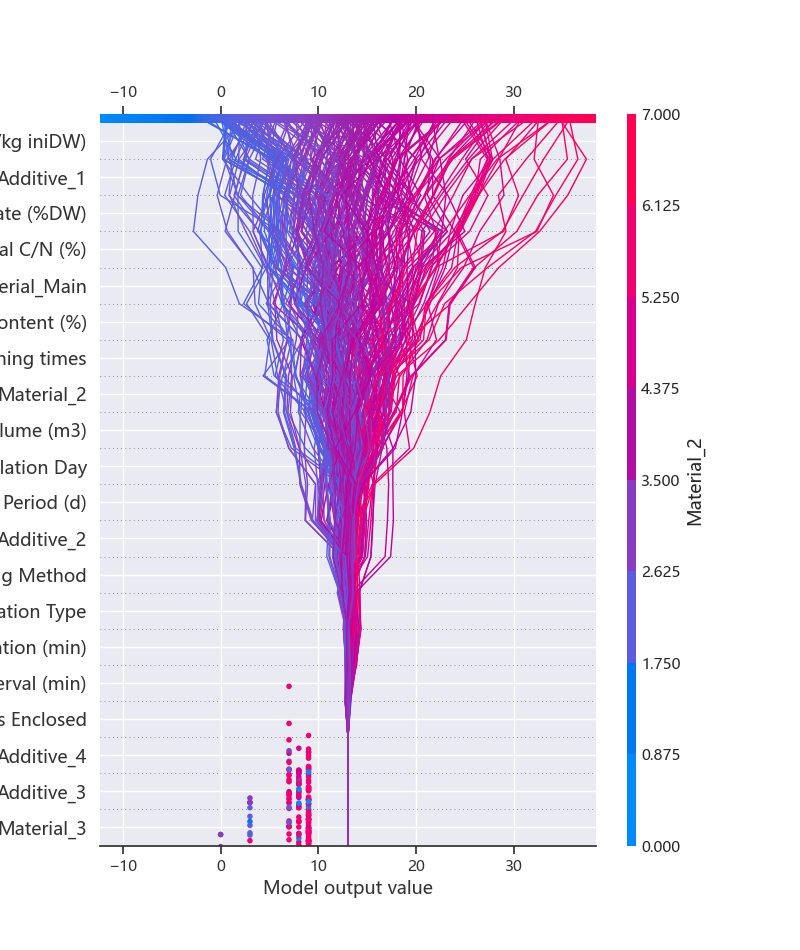 −10 0 10 20 30
/kg iniDW)
Additive_1
ate (%DW)
al C/N (%)
erial_Main
ontent (%)
ning times
Material_2
lume (m3)
lation Day
Period (d)
Additive_2
g Method
ation Type
ation (min)
erval (min)
s Enclosed
Additive_4
Additive_3
Material_3
−10 0 10 20 30
Model output value
7.000
6.125
5.250
4.375
3.500
2.625
1.750
0.875
0.000
Material_2